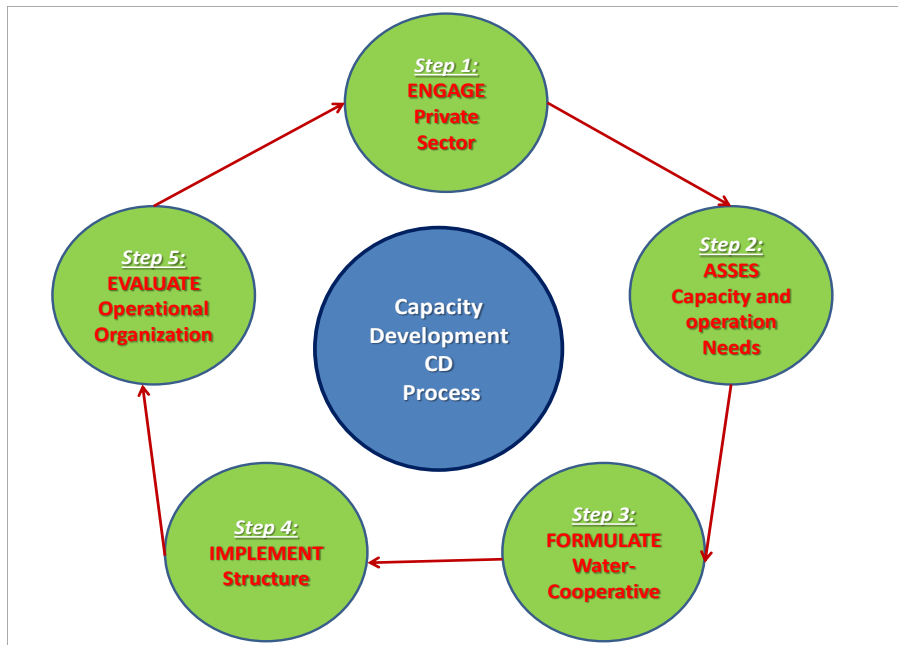 Step 1:
ENGAGE
Private
Sector
Step 2:
ASSES
Capacity and
operation
Needs
Step 3:
FORMULATE
Water-
Cooperative
Step 4:
IMPLEMENT
Structure
Step 5:
EVALUATE
Operational
Organization
Capacity
Development
CD
Process